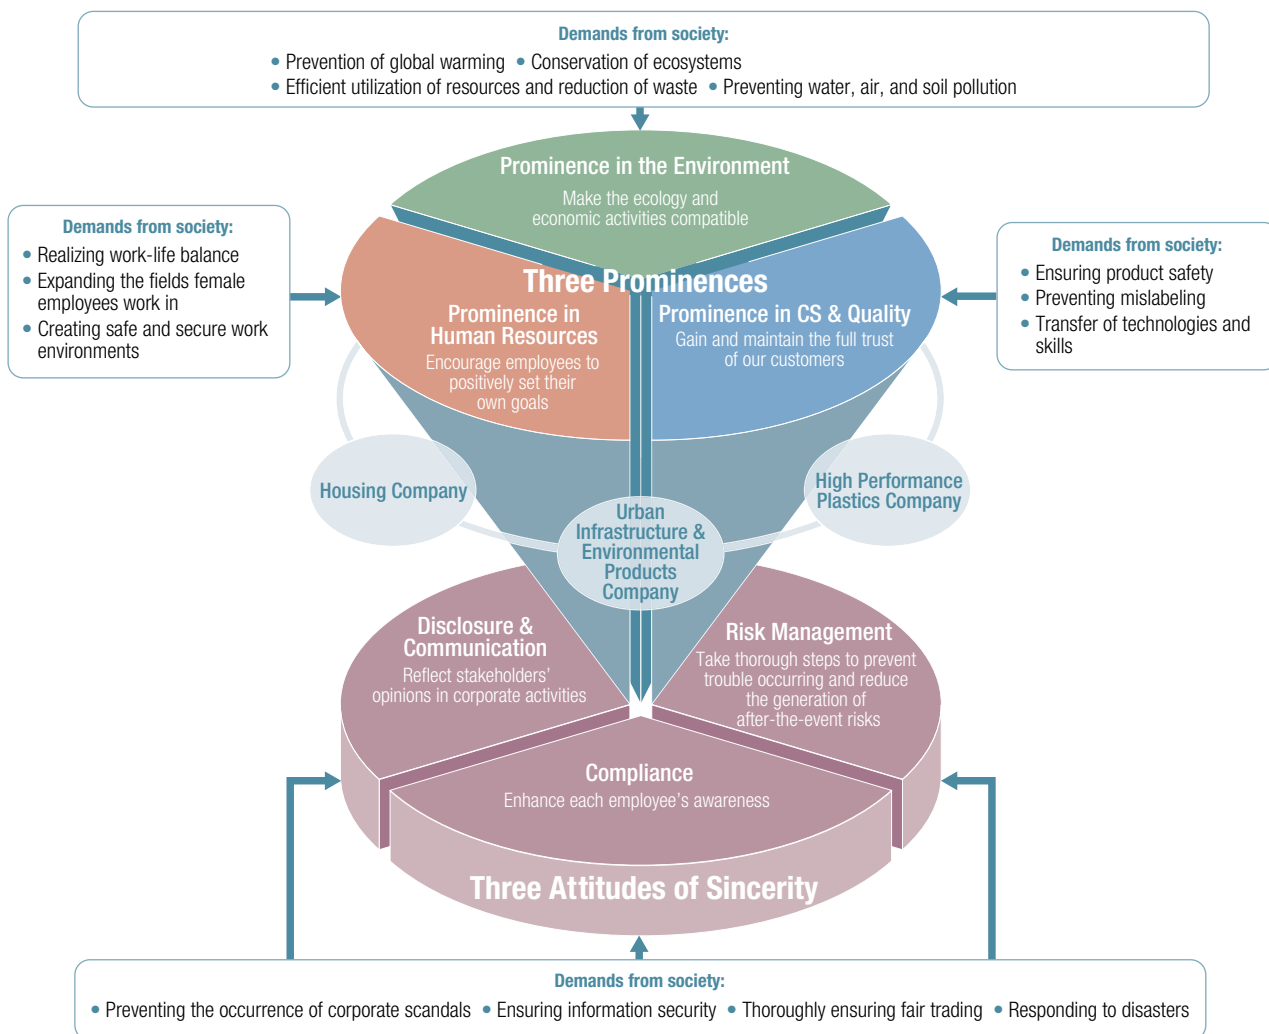 Demands from society:
• Prevention of global warming • Conservation of ecosystems
• Efficient utilization of resources and reduction of waste • Preventing water, air, and soil pollution
Prominence in the Environment
Make the ecology and
economic activities compatible
Demands from society:
• Realizing work-life balance
• Expanding the fields female
employees work in
• Creating safe and secure work
environments
Demands from society:
• Ensuring product safety
• Preventing mislabeling
• Transfer of technologies and
skills
Three Prominences
Prominence in
Human Resources
Encourage employees to
positively set their
own goals
Prominence in CS & Quality
Gain and maintain the full trust
of our customers
Housing Company
Urban
Infrastructure &
Environmental
Products
Company
High Performance
Plastics Company
Disclosure &
Communication
Reflect stakeholders’
opinions in corporate activities
Risk Management
Take thorough steps to prevent
trouble occurring and reduce
the generation of
after-the-event risks
Compliance
Enhance each employee’s awareness
Three Attitudes of Sincerity
Demands from society:
• Preventing the occurrence of corporate scandals • Ensuring information security • Thoroughly ensuring fair trading • Responding to disasters